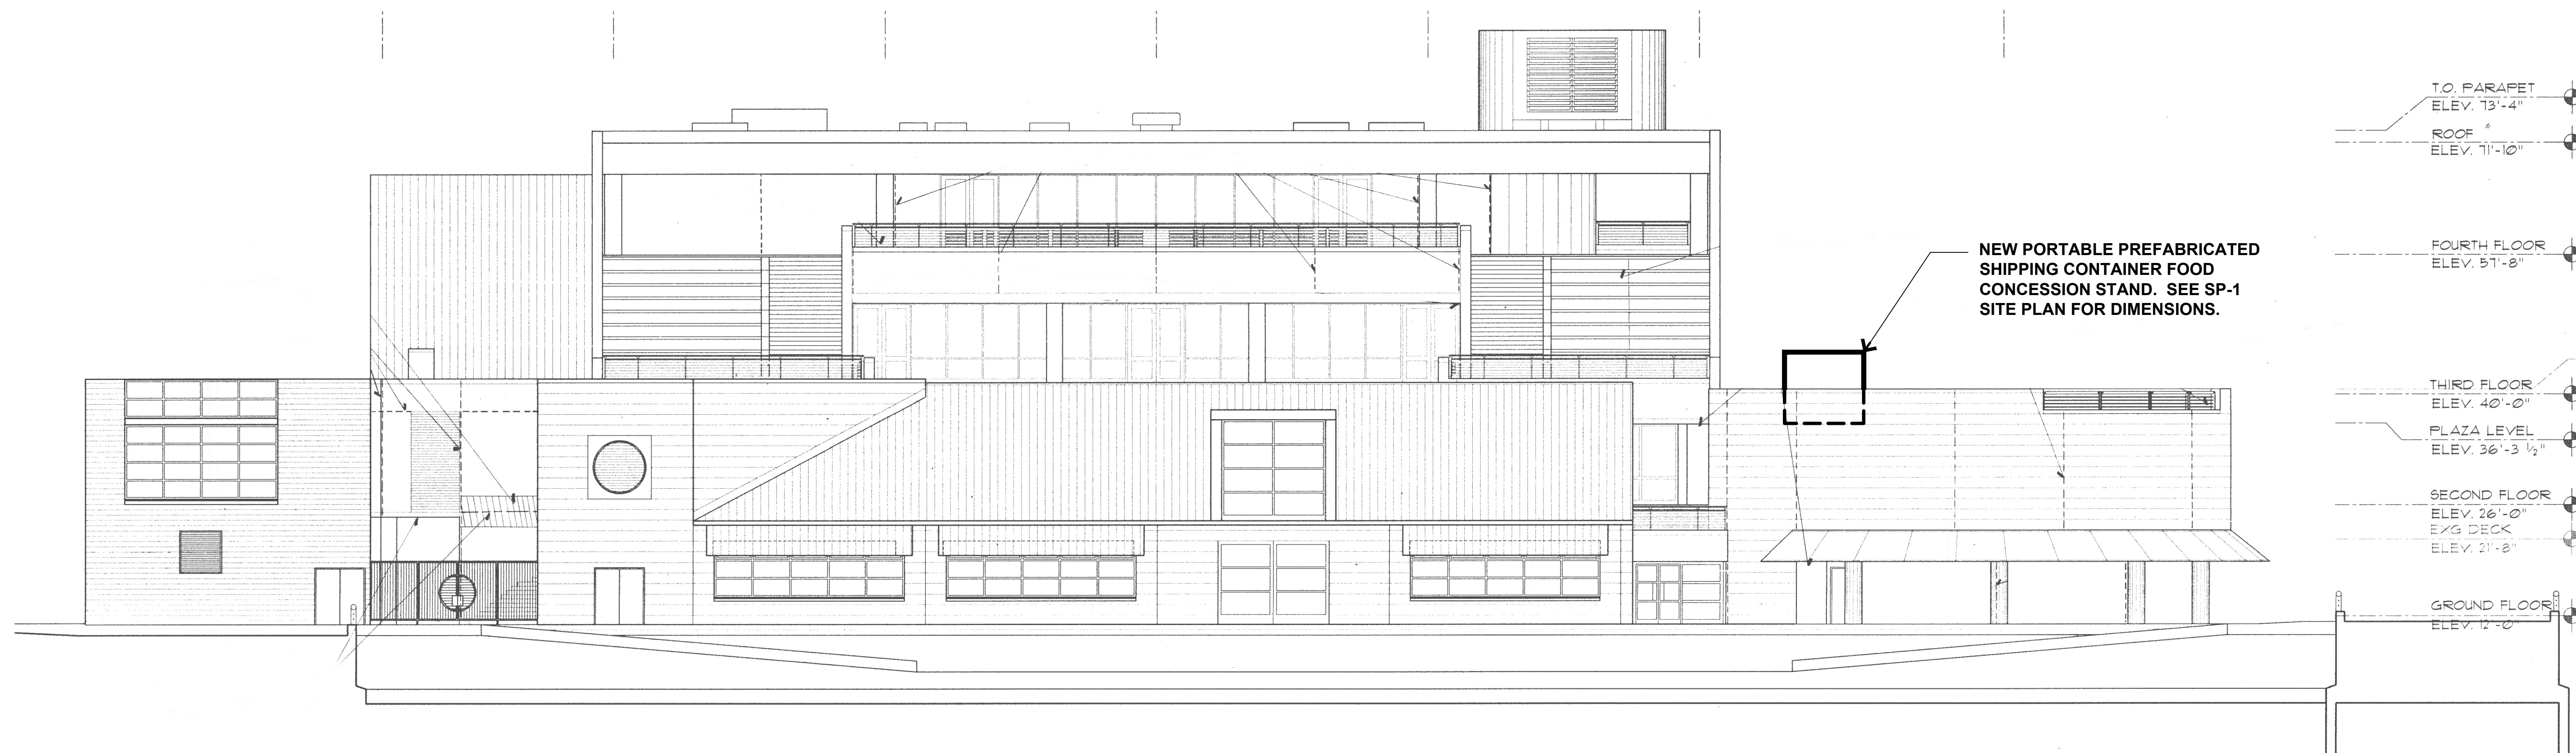 T.O. PARAPET
ELEV. 73'-4"
ROOF
ELEV. 71'-10"
NEW PORTABLE PREFABRICATED
SHIPPING CONTAINER FOOD
CONCESSION STAND. SEE SP-1
SITE PLAN FOR DIMENSIONS.
FOURTH FLOOR
ELEV. 57'-8"
THIRD FLOOR
ELEV. 40'-0"
PLAZA LEVEL
ELEV. 36'-3 1/2"
SECOND FLOOR
ELEV. 26'-0"
EXG DECK
ELEV. 21'-8"
GROUND FLOOR
ELEV. 12'-0"